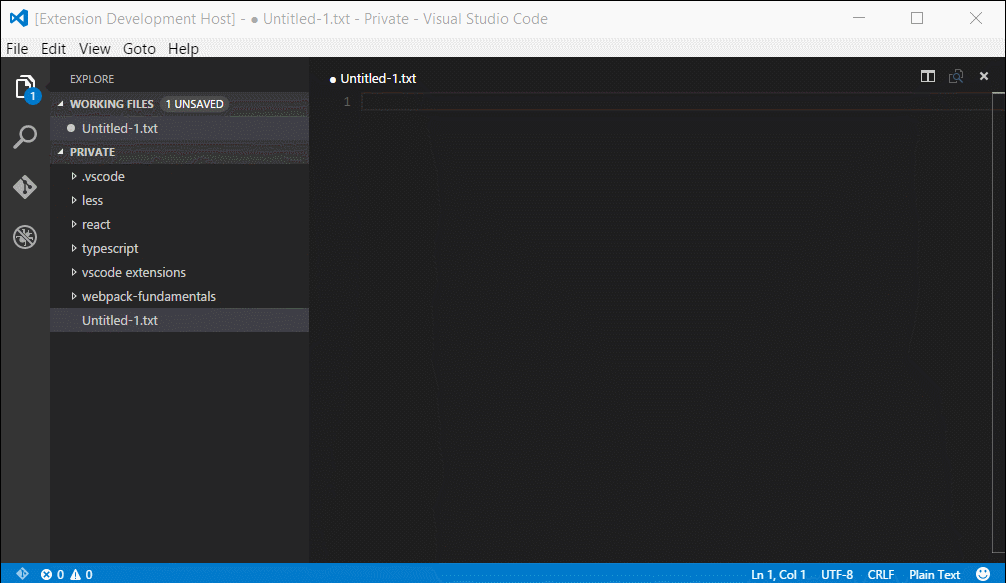 [Extension Development Host] - ● Untitled-1.txt - Private - Visual Studio Code
File Edit View Goto Help
EXPLORE
1
WORKING FILES 1 UNSAVED
Untitled-1.txt
PRIVATE
.vscode
less
react
typescript
vscode extensions
webpack-fundamentals
Untitled-1.txt
● Untitled-1.txt
1
0 0
Ln 1, Col 1 UTF-8 CRLF Plain Text